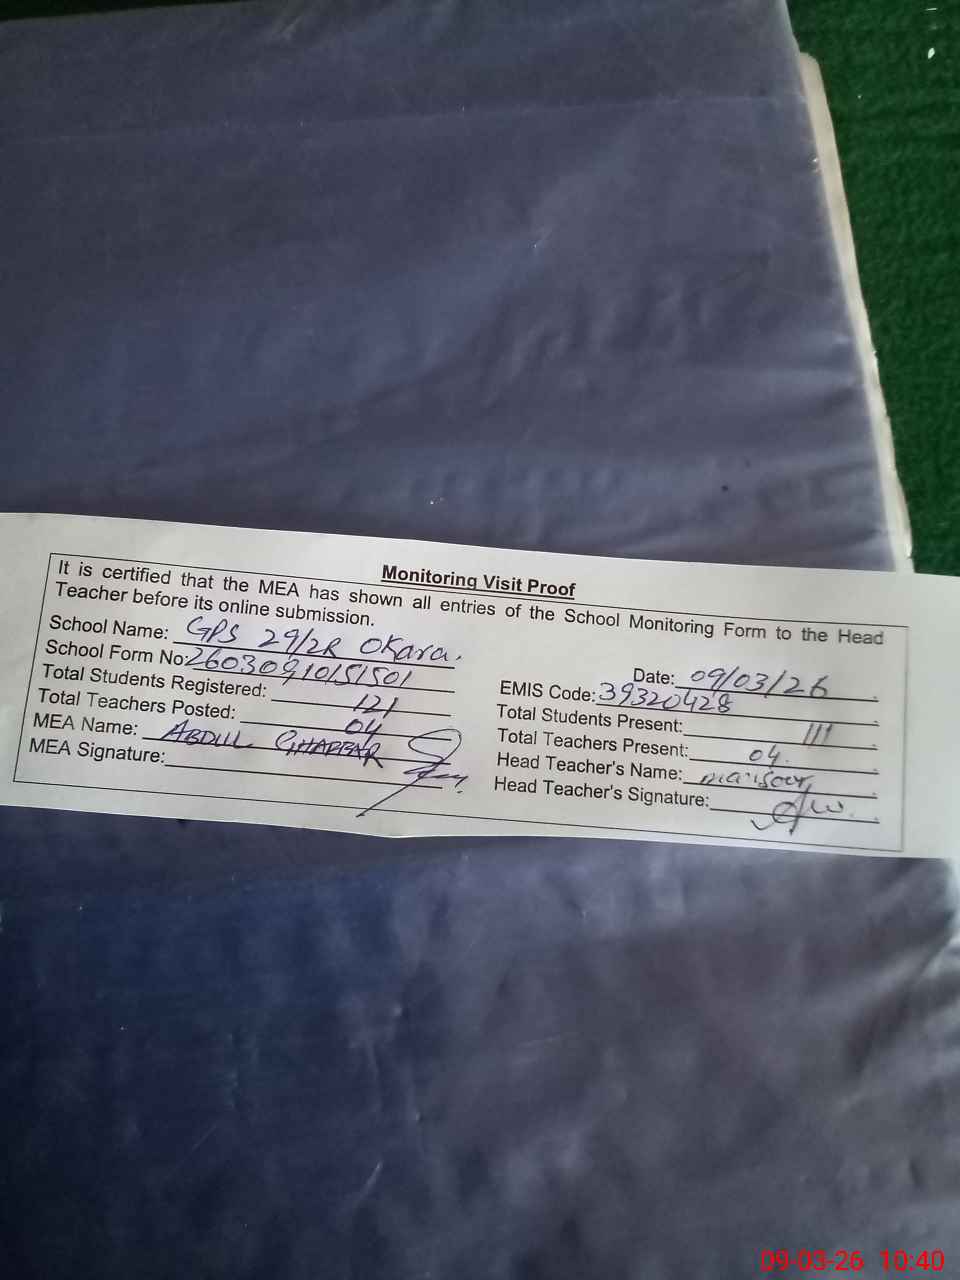 Monitoring Visit Proof
It is certified that the MEA has shown all entries of the School Monitoring Form to the Head
Teacher before its online submission.
School Name: GPS 29/2R Okara.
Date: 09/03/26
School Form No: 26030910151501
EMIS Code: 39320428
Total Students Registered: 121
Total Students Present: 111
Total Teachers Posted: 04
Total Teachers Present: 04.
MEA Name: ABDUL GHAFFAR
Head Teacher's Name: mansoor
MEA Signature:
Head Teacher's Signature:
09-03-26 10:40